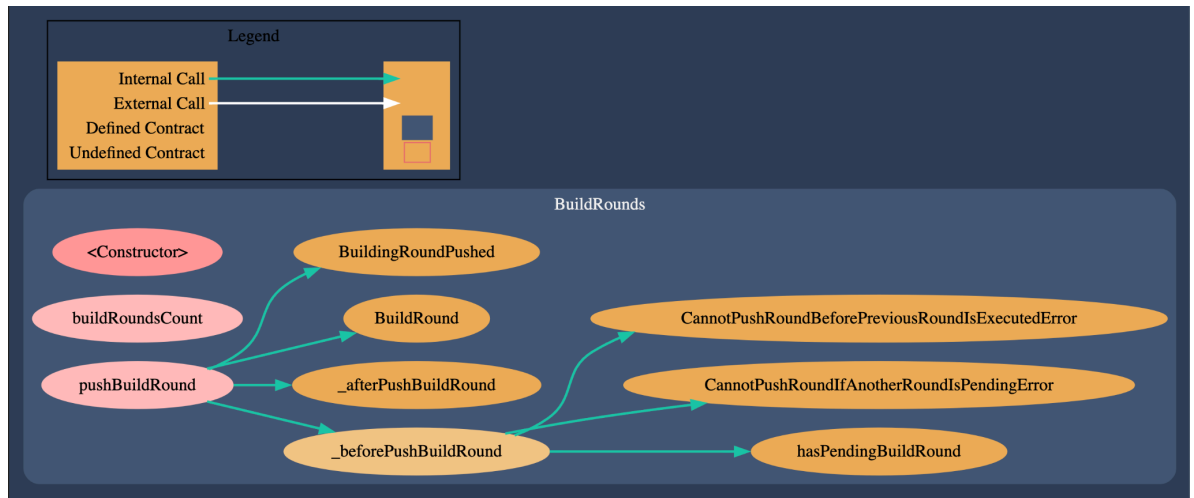 Legend
Internal Call
External Call
Defined Contract
Undefined Contract
BuildRounds
<Constructor>
BuildingRoundPushed
buildRoundsCount
BuildRound
CannotPushRoundBeforePreviousRoundIsExecutedError
pushBuildRound
_afterPushBuildRound
CannotPushRoundIfAnotherRoundIsPendingError
_beforePushBuildRound
hasPendingBuildRound